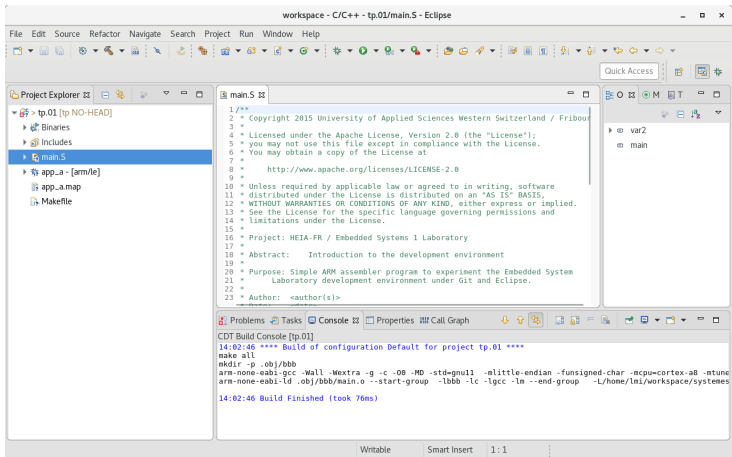 workspace - C/C++ - tp.01/main.S - Eclipse
File Edit Source Refactor Navigate Search Project Run Window Help
Quick Access
Project Explorer
> tp.01 [tp NO-HEAD]
Binaries
Includes
main.S
app_a - [arm/le]
app_a.map
Makefile
main.S
1 /**
2 * Copyright 2015 University of Applied Sciences Western Switzerland / Fribour
3 *
4 * Licensed under the Apache License, Version 2.0 (the "License");
5 * you may not use this file except in compliance with the License.
6 * You may obtain a copy of the License at
7 *
8 * http://www.apache.org/licenses/LICENSE-2.0
9 *
10 * Unless required by applicable law or agreed to in writing, software
11 * distributed under the License is distributed on an "AS IS" BASIS,
12 * WITHOUT WARRANTIES OR CONDITIONS OF ANY KIND, either express or implied.
13 * See the License for the specific language governing permissions and
14 * limitations under the License.
15 *
16 * Project: HEIA-FR / Embedded Systems 1 Laboratory
17 *
18 * Abstract: Introduction to the development environment
19 *
20 * Purpose: Simple ARM assembler program to experiment the Embedded System
21 * Laboratory development environment under Git and Eclipse.
22 *
23 * Author: <author(s)>
O M T
var2
main
Problems Tasks Console Properties Call Graph
CDT Build Console [tp.01]
14:02:46 **** Build of configuration Default for project tp.01 ****
make all
mkdir -p .obj/bbb
arm-none-eabi-gcc -Wall -Wextra -g -c -O0 -MD -std=gnu11 -mlittle-endian -funsigned-char -mcpu=cortex-a8 -mtune
arm-none-eabi-ld .obj/bbb/main.o --start-group -lbbb -lc -lgcc -lm --end-group -L/home/lmi/workspace/systemes
14:02:46 Build Finished (took 76ms)
Writable Smart Insert 1 : 1